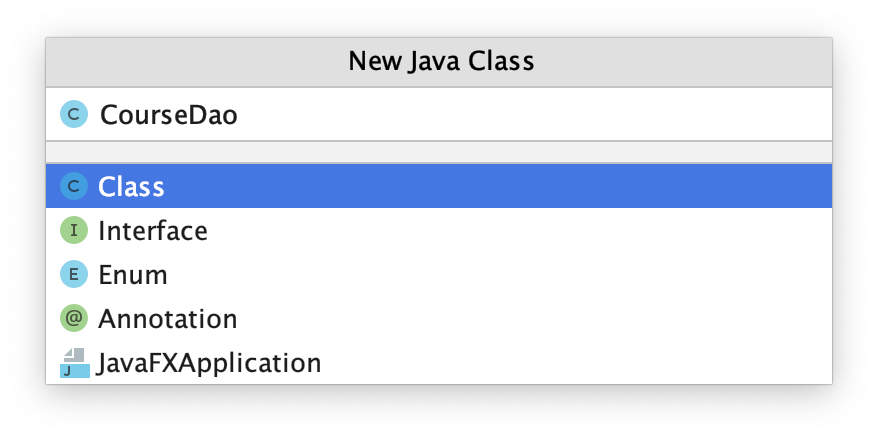 New Java Class
C CourseDao
C Class
I Interface
E Enum
@ Annotation
J JavaFXApplication